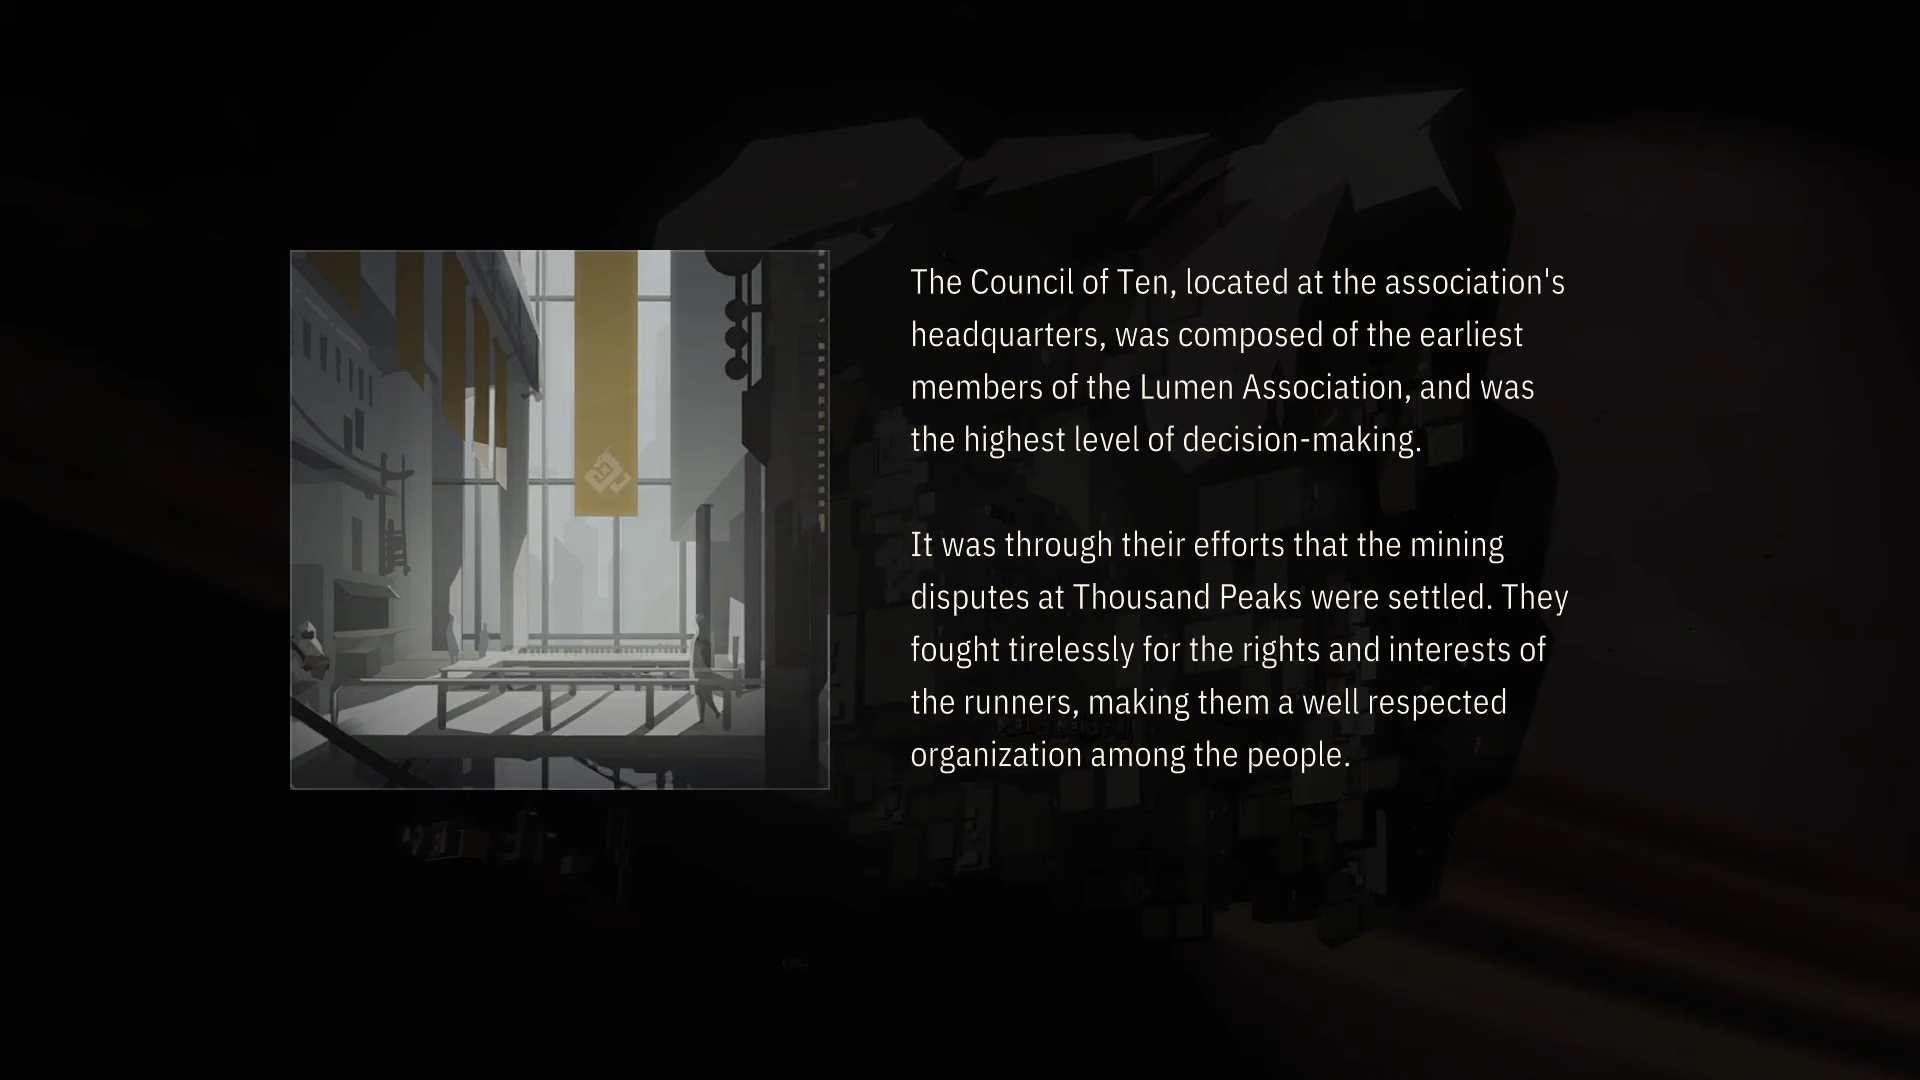 The Council of Ten, located at the association's
headquarters, was composed of the earliest
members of the Lumen Association, and was
the highest level of decision-making.
It was through their efforts that the mining
disputes at Thousand Peaks were settled. They
fought tirelessly for the rights and interests of
the runners, making them a well respected
organization among the people.